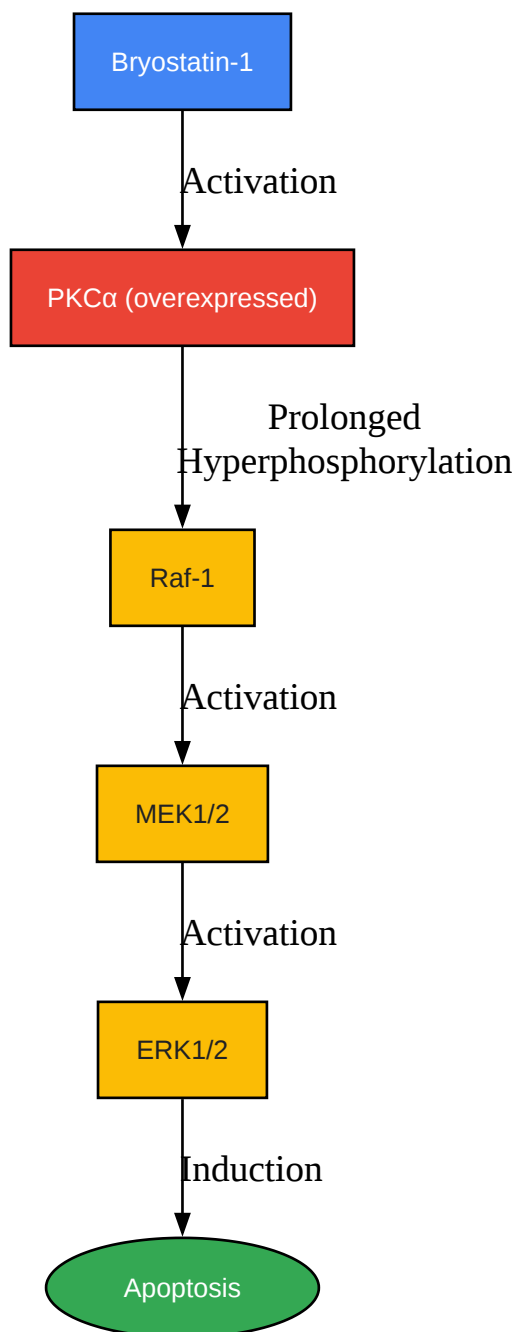 Bryostatin-1
Activation
PKCα (overexpressed)
Prolonged
Hyperphosphorylation
Raf-1
Activation
MEK1/2
Activation
ERK1/2
Induction
Apoptosis